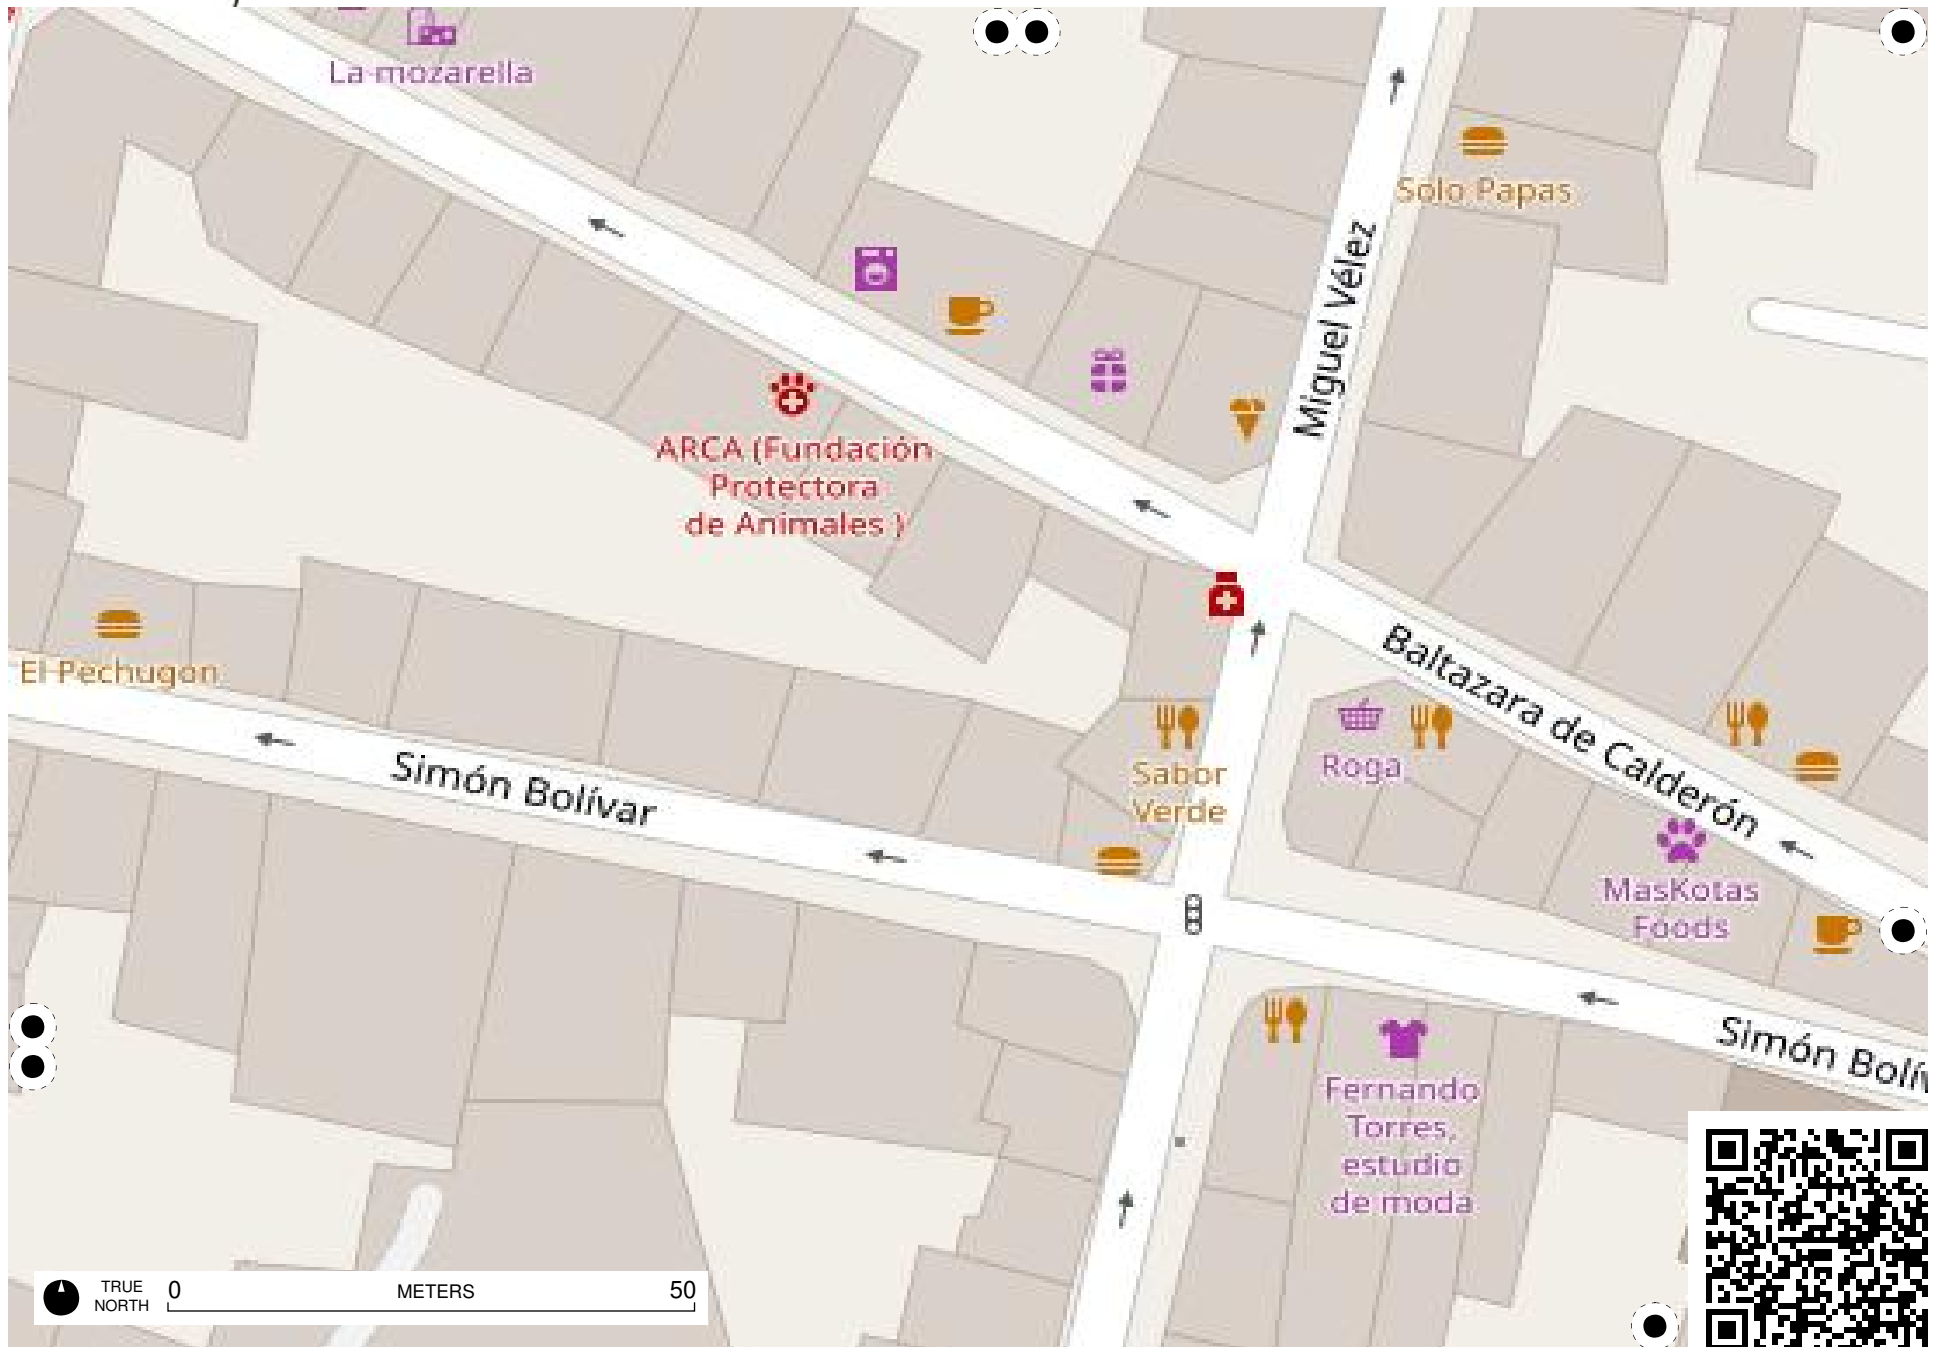 La mozarella
Solo Papas
Miguel Vélez
ARCA (Fundación
Protectora
de Animales )
El Pechugon
Baltazara de Calderón
Simón Bolívar
Sabor
Verde
Roga
MasKotas
Foods
Simón Bolív
Fernando
Torres,
estudio
de moda
TRUE
NORTH
0 METERS 50